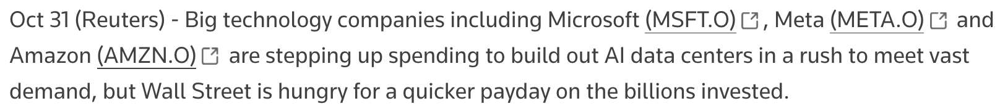 Oct 31 (Reuters) - Big technology companies including Microsoft (MSFT.O), Meta (META.O) and
Amazon (AMZN.O) are stepping up spending to build out AI data centers in a rush to meet vast
demand, but Wall Street is hungry for a quicker payday on the billions invested.